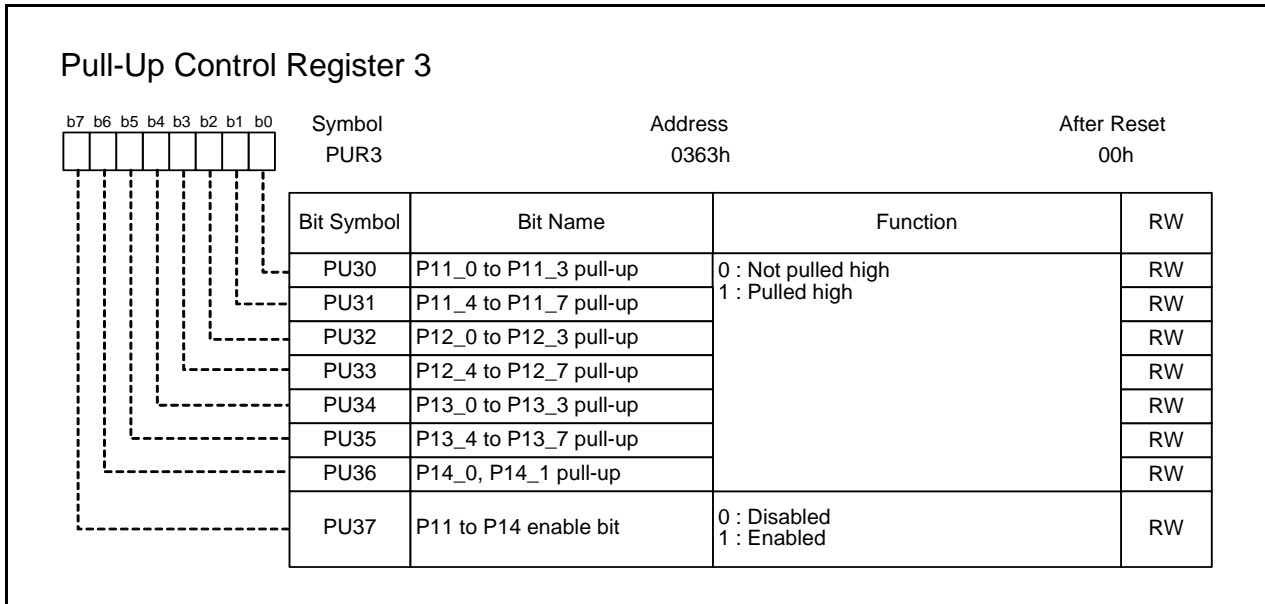 Pull-Up Control Register 3
b7 b6 b5 b4 b3 b2 b1 b0 Symbol Address After Reset
PUR3 0363h 00h
Bit Symbol Bit Name Function RW
PU30 P11_0 to P11_3 pull-up 0 : Not pulled high RW
1 : Pulled high
PU31 P11_4 to P11_7 pull-up RW
PU32 P12_0 to P12_3 pull-up RW
PU33 P12_4 to P12_7 pull-up RW
PU34 P13_0 to P13_3 pull-up RW
PU35 P13_4 to P13_7 pull-up RW
PU36 P14_0, P14_1 pull-up RW
PU37 P11 to P14 enable bit 0 : Disabled RW
1 : Enabled